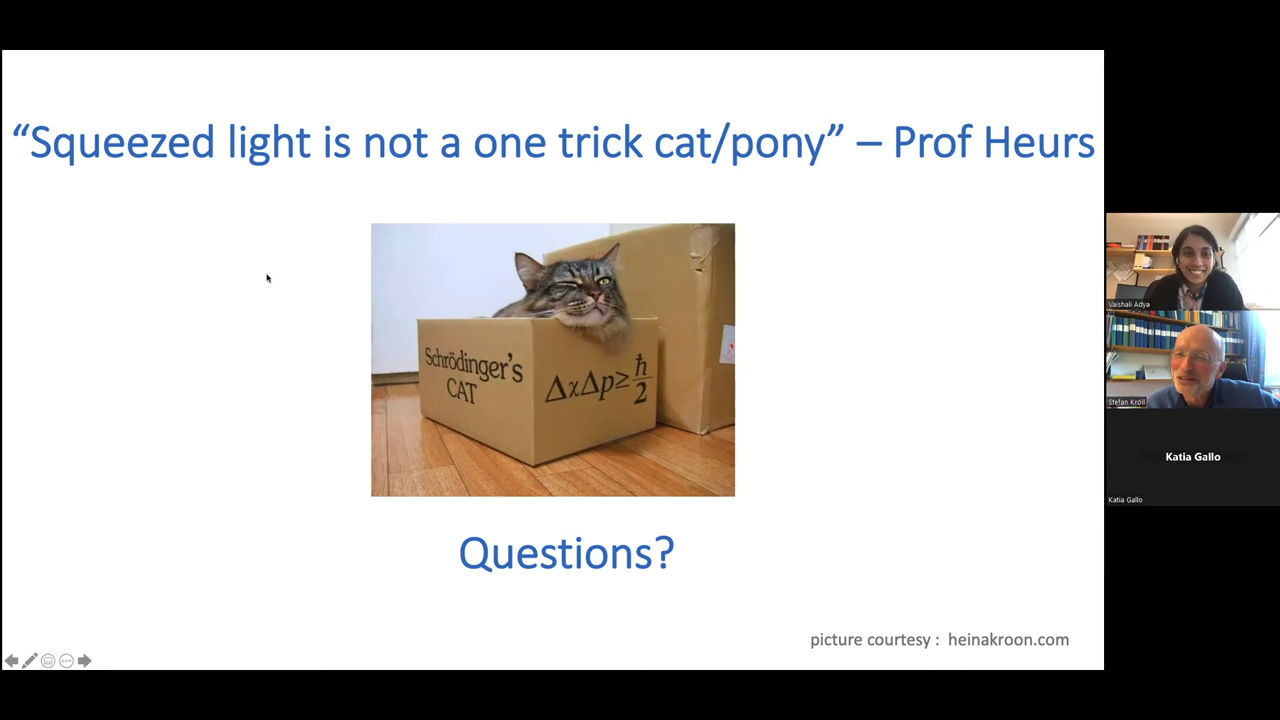 “Squeezed light is not a one trick cat/pony” – Prof Heurs
Schrödinger's
CAT
ΔxΔp≥ħ/2
Questions?
picture courtesy : heinakroon.com
Vaishali Adya
Stefan Kröll
Katia Gallo
Katia Gallo